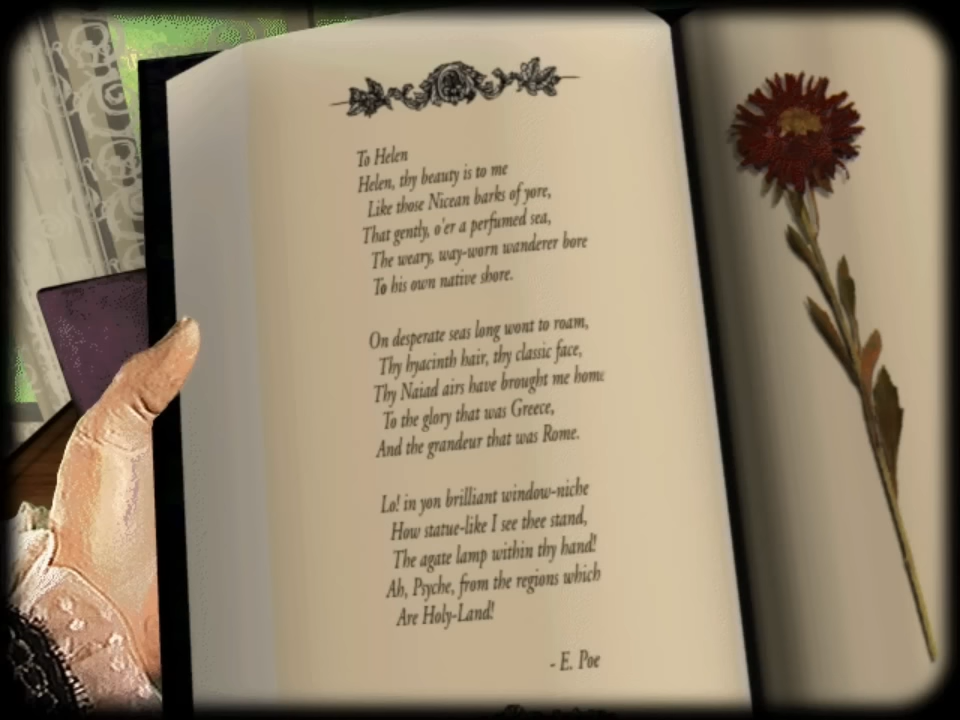 To Helen
Helen, thy beauty is to me
Like those Nicean barks of yore,
That gently, o'er a perfumed sea,
The weary, way-worn wanderer bore
To his own native shore.
On desperate seas long wont to roam,
Thy hyacinth hair, thy classic face,
Thy Naiad airs have brought me home
To the glory that was Greece,
And the grandeur that was Rome.
Lo! in yon brilliant window-niche
How statue-like I see thee stand,
The agate lamp within thy hand!
Ah, Psyche, from the regions which
Are Holy-Land!
- E. Poe